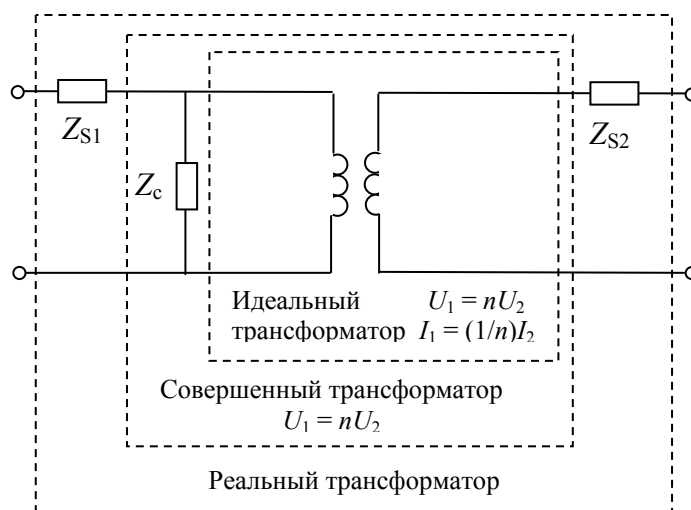 Z_S1
Z_S2
Z_c
Идеальный U_1 = nU_2
трансформатор I_1 = (1/n)I_2
Совершенный трансформатор
U_1 = nU_2
Реальный трансформатор